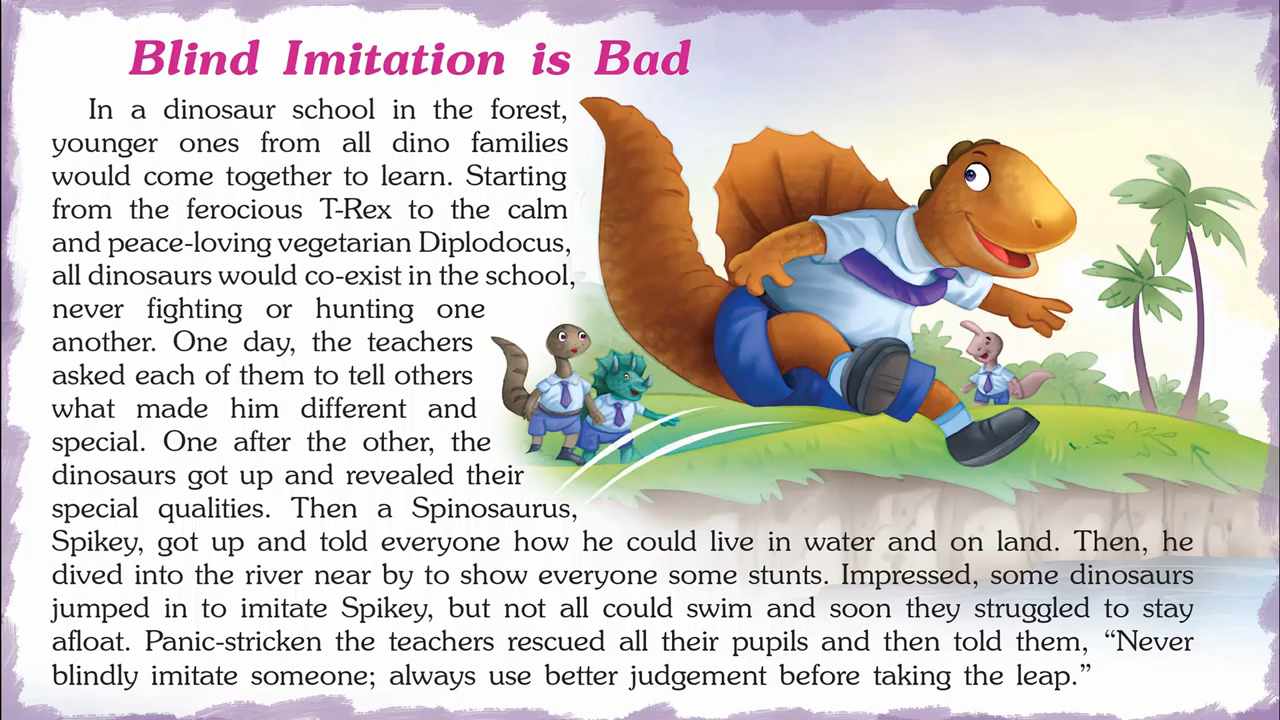 Blind Imitation is Bad
In a dinosaur school in the forest,
younger ones from all dino families
would come together to learn. Starting
from the ferocious T-Rex to the calm
and peace-loving vegetarian Diplodocus,
all dinosaurs would co-exist in the school,
never fighting or hunting one
another. One day, the teachers
asked each of them to tell others
what made him different and
special. One after the other, the
dinosaurs got up and revealed their
special qualities. Then a Spinosaurus,
Spikey, got up and told everyone how he could live in water and on land. Then, he
dived into the river near by to show everyone some stunts. Impressed, some dinosaurs
jumped in to imitate Spikey, but not all could swim and soon they struggled to stay
afloat. Panic-stricken the teachers rescued all their pupils and then told them, “Never
blindly imitate someone; always use better judgement before taking the leap.”